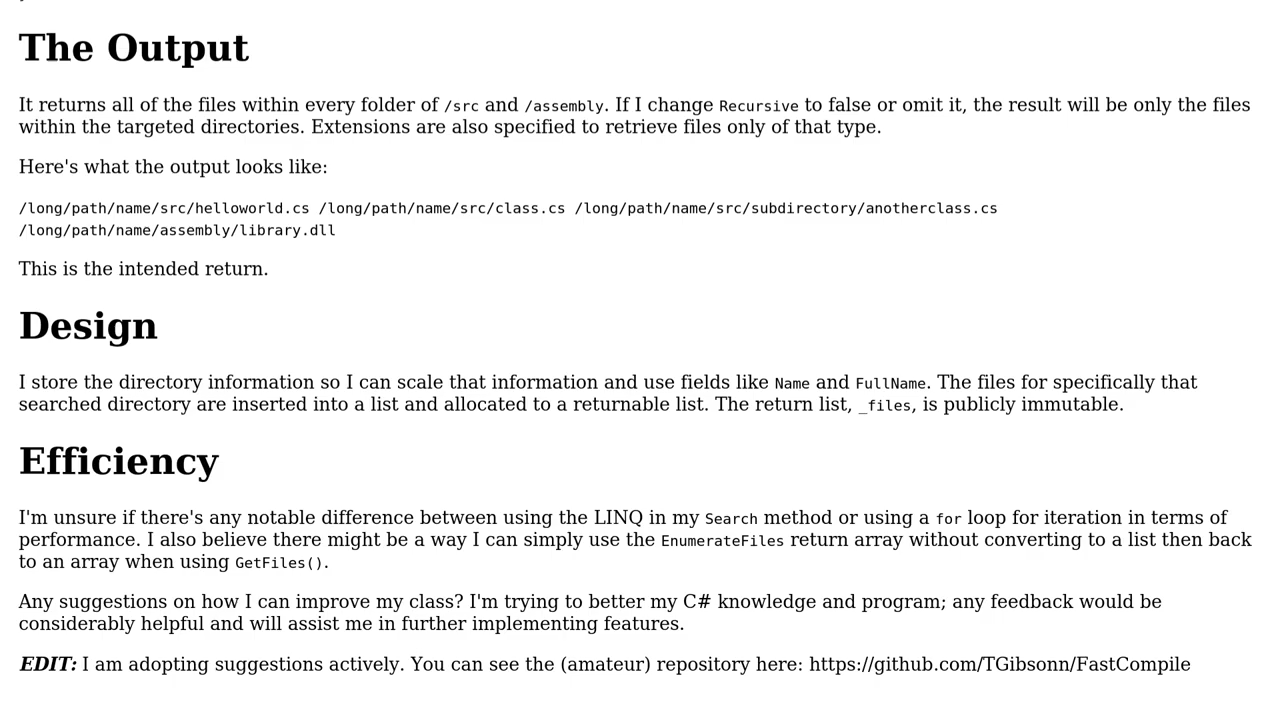 The Output
It returns all of the files within every folder of /src and /assembly. If I change Recursive to false or omit it, the result will be only the files
within the targeted directories. Extensions are also specified to retrieve files only of that type.
Here's what the output looks like:
/long/path/name/src/helloworld.cs /long/path/name/src/class.cs /long/path/name/src/subdirectory/anotherclass.cs
/long/path/name/assembly/library.dll
This is the intended return.
Design
I store the directory information so I can scale that information and use fields like Name and FullName. The files for specifically that
searched directory are inserted into a list and allocated to a returnable list. The return list, _files, is publicly immutable.
Efficiency
I'm unsure if there's any notable difference between using the LINQ in my Search method or using a for loop for iteration in terms of
performance. I also believe there might be a way I can simply use the EnumerateFiles return array without converting to a list then back
to an array when using GetFiles().
Any suggestions on how I can improve my class? I'm trying to better my C# knowledge and program; any feedback would be
considerably helpful and will assist me in further implementing features.
EDIT: I am adopting suggestions actively. You can see the (amateur) repository here: https://github.com/TGibsonn/FastCompile